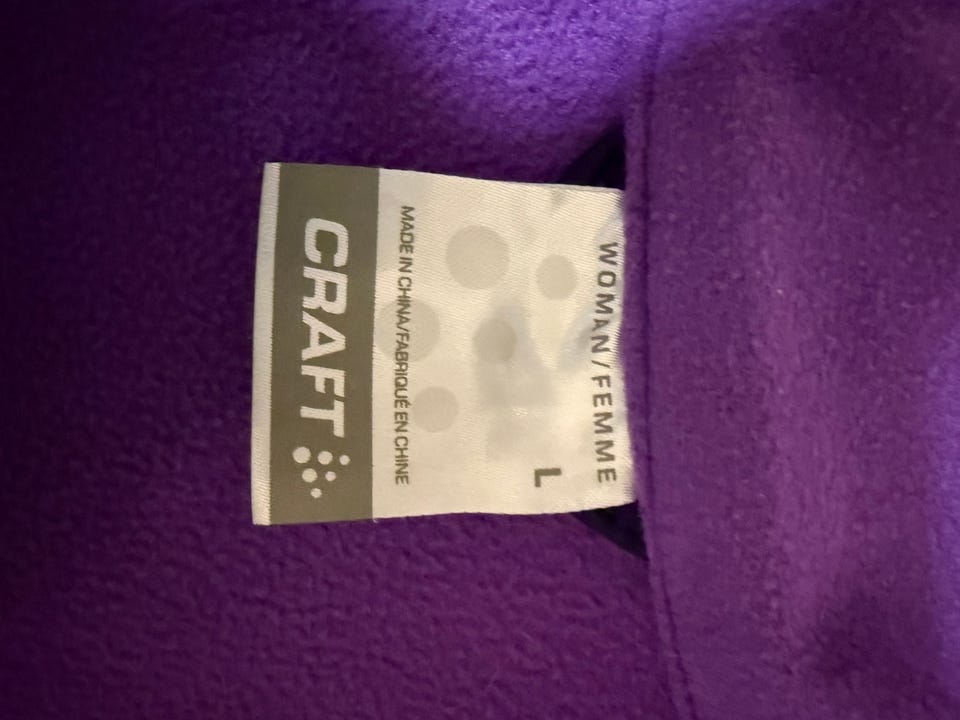 WOMAN/FEMME
L
MADE IN CHINA/FABRIQUÉ EN CHINE
CRAFT